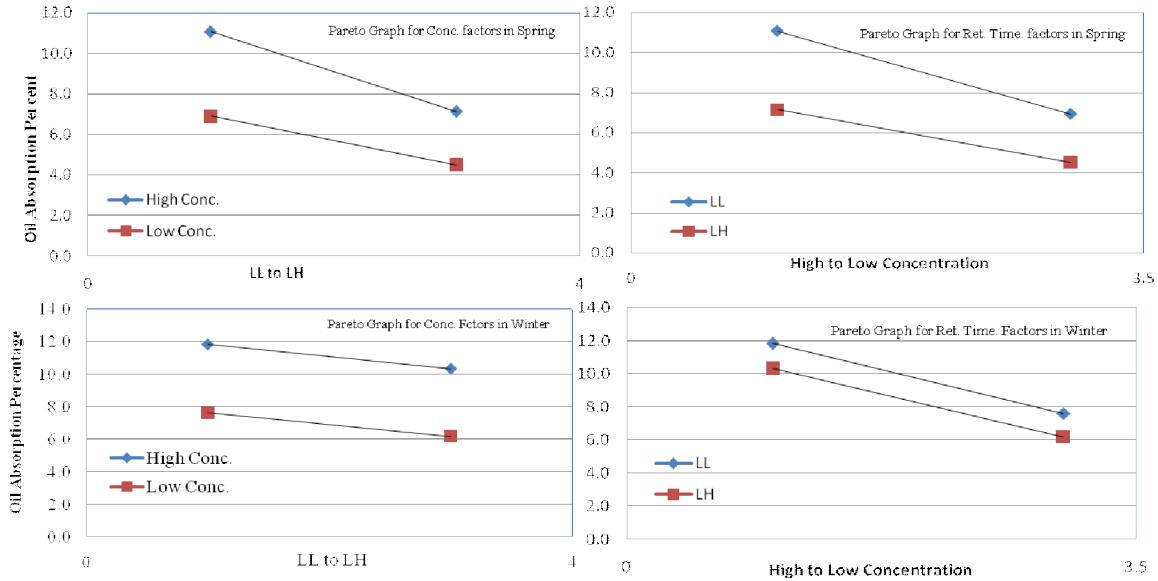 12.0
10.0
8.0
6.0
4.0
2.0
0.0
Oil Absorption Percent
Pareto Graph for Conc. factors in Spring
High Conc.
Low Conc.
0
4
LL to LH
12.0
10.0
8.0
6.0
4.0
2.0
0.0
Pareto Graph for Ret. Time. factors in Spring
LL
LH
0
3.5
High to Low Concentration
14.0
12.0
10.0
8.0
6.0
4.0
2.0
0.0
Oil Absorption Percentage
Pareto Graph for Conc. Fctors in Winter
High Conc.
Low Conc.
0
4
LL to LH
14.0
12.0
10.0
8.0
6.0
4.0
2.0
0.0
Pareto Graph for Ret. Time. Factors in Winter
LL
LH
0
3.5
High to Low Concentration